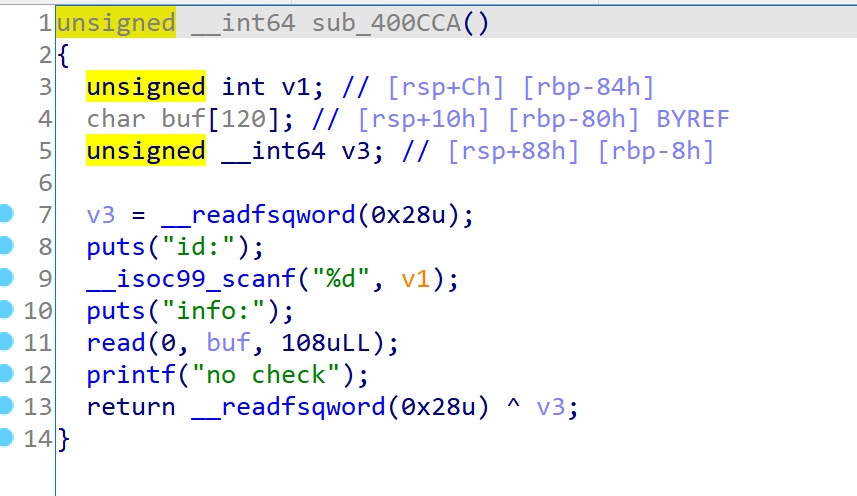 1 unsigned __int64 sub_400CCA()
2 {
3   unsigned int v1; // [rsp+Ch] [rbp-84h]
4   char buf[120]; // [rsp+10h] [rbp-80h] BYREF
5   unsigned __int64 v3; // [rsp+88h] [rbp-8h]
6
7   v3 = __readfsqword(0x28u);
8   puts("id:");
9   __isoc99_scanf("%d", v1);
10   puts("info:");
11   read(0, buf, 108uLL);
12   printf("no check");
13   return __readfsqword(0x28u) ^ v3;
14 }